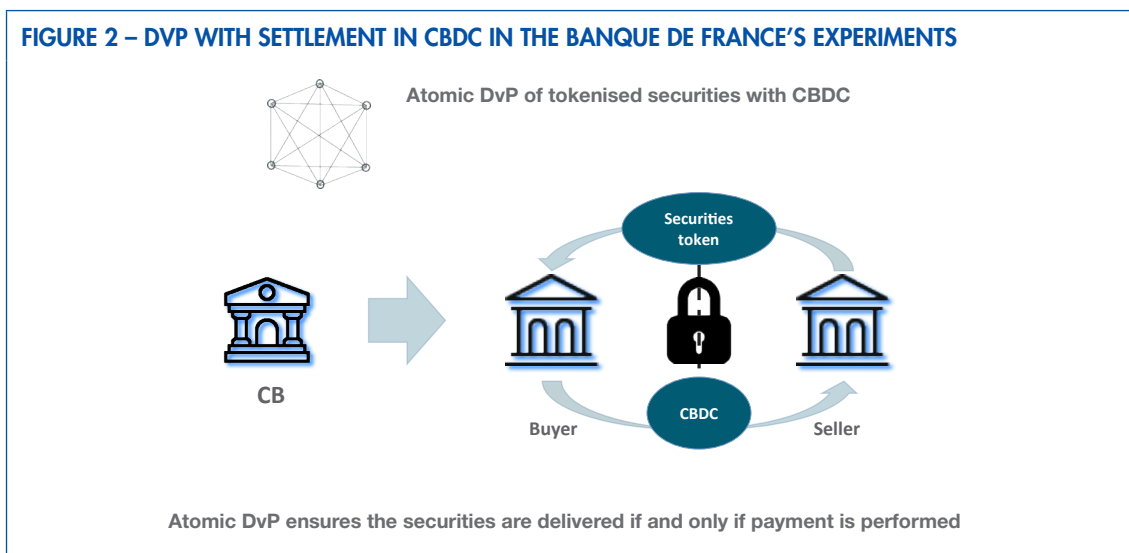 FIGURE 2 – DVP WITH SETTLEMENT IN CBDC IN THE BANQUE DE FRANCE'S EXPERIMENTS
Atomic DvP of tokenised securities with CBDC
Securities
token
CB
CBDC
Buyer
Seller
Atomic DvP ensures the securities are delivered if and only if payment is performed